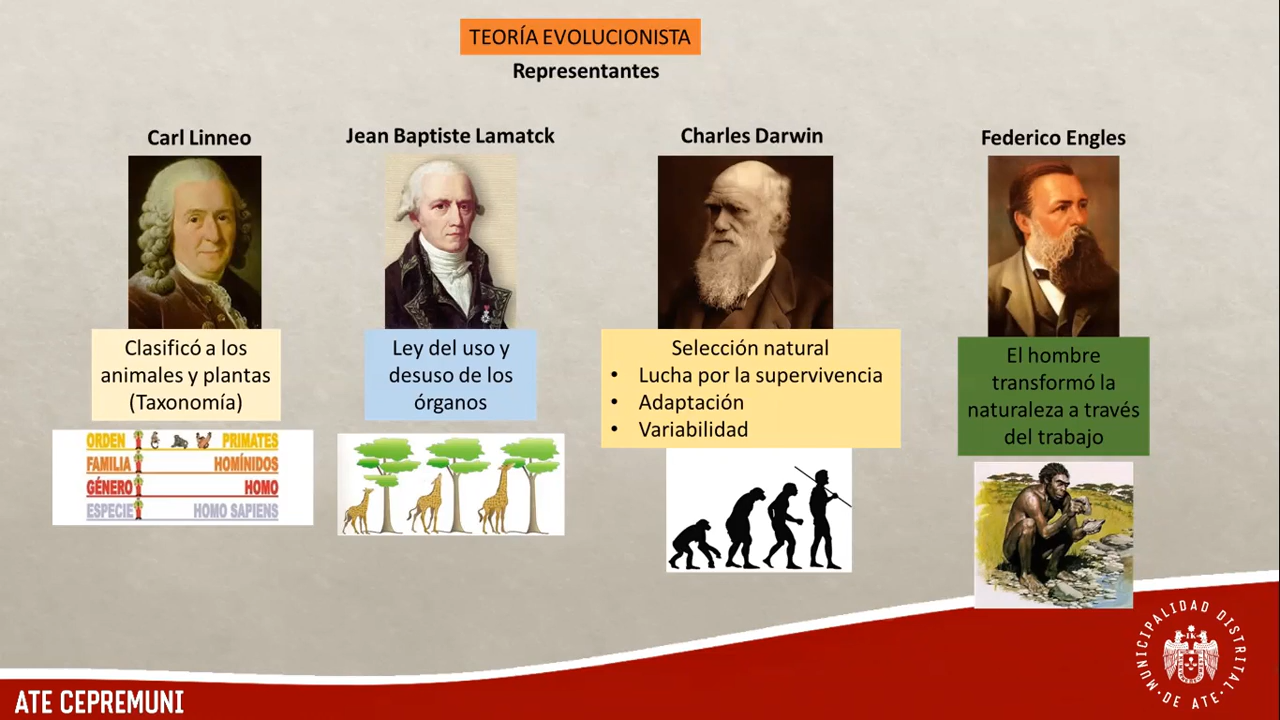 TEORÍA EVOLUCIONISTA
Representantes
Carl Linneo
Clasificó a los
animales y plantas
(Taxonomía)
ORDEN PRIMATES
FAMILIA HOMÍNIDOS
GÉNERO HOMO
ESPECIE HOMO SAPIENS
Jean Baptiste Lamatck
Ley del uso y
desuso de los
órganos
Charles Darwin
Selección natural
• Lucha por la supervivencia
• Adaptación
• Variabilidad
Federico Engles
El hombre
transformó la
naturaleza a través
del trabajo
ATE CEPREMUNI
MUNICIPALIDAD DISTRITAL
·DE ATE·